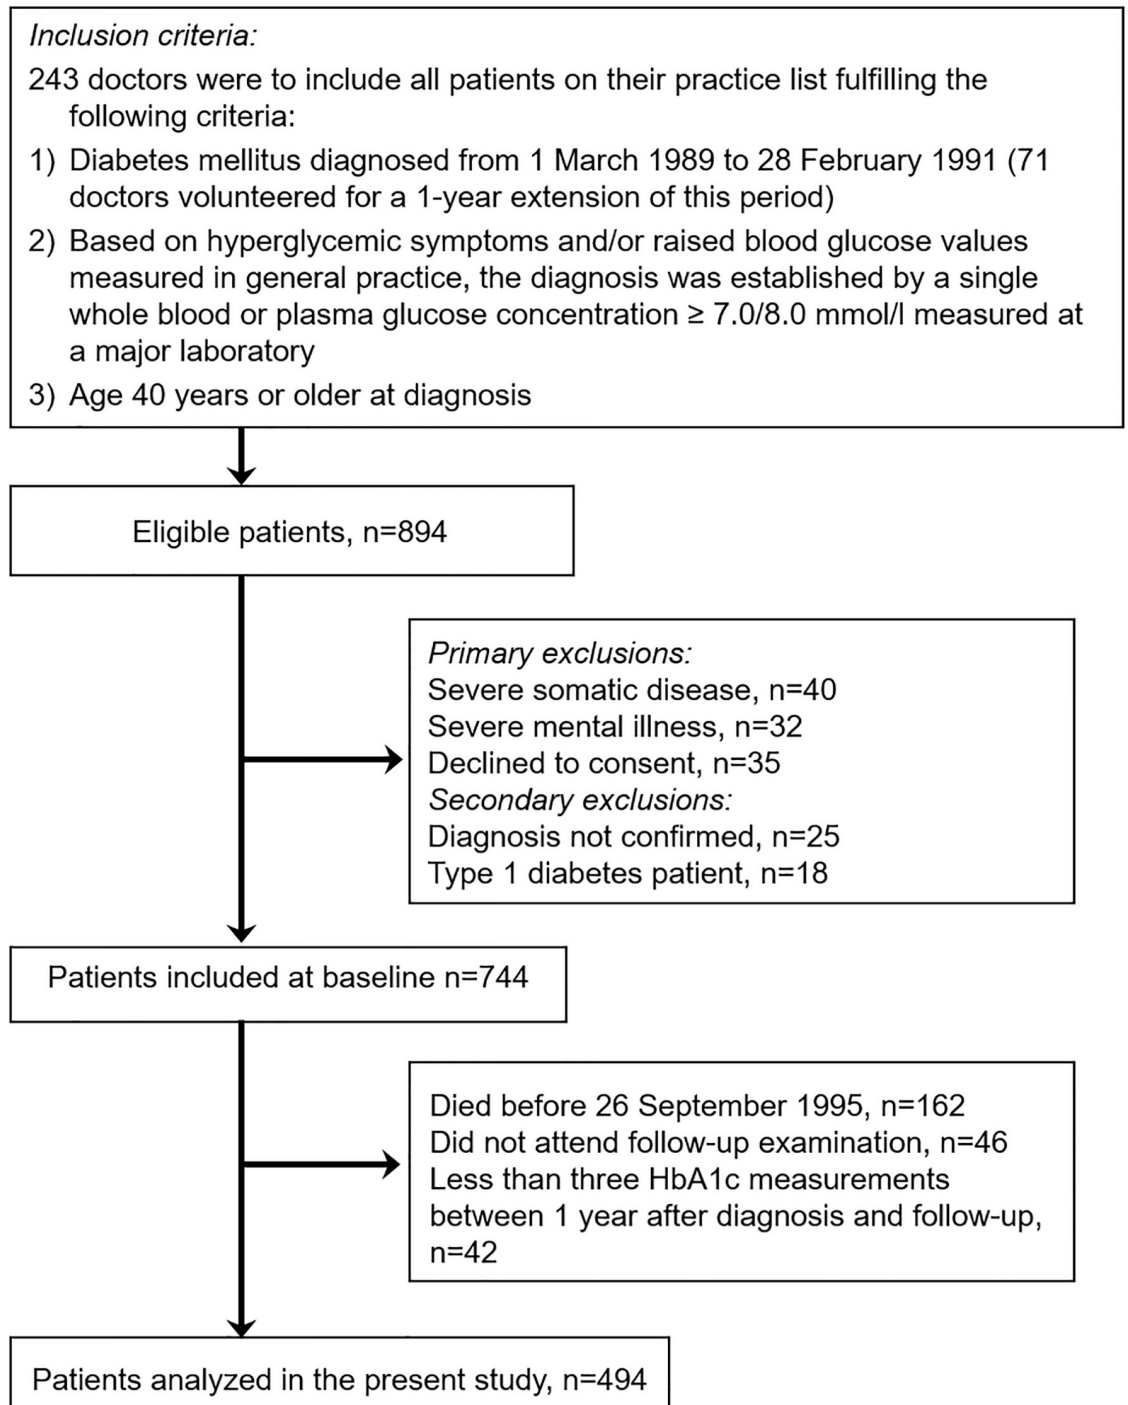 Inclusion criteria:
243 doctors were to include all patients on their practice list fulfilling the
following criteria:
1) Diabetes mellitus diagnosed from 1 March 1989 to 28 February 1991 (71
doctors volunteered for a 1-year extension of this period)
2) Based on hyperglycemic symptoms and/or raised blood glucose values
measured in general practice, the diagnosis was established by a single
whole blood or plasma glucose concentration ≥ 7.0/8.0 mmol/l measured at
a major laboratory
3) Age 40 years or older at diagnosis
Eligible patients, n=894
Primary exclusions:
Severe somatic disease, n=40
Severe mental illness, n=32
Declined to consent, n=35
Secondary exclusions:
Diagnosis not confirmed, n=25
Type 1 diabetes patient, n=18
Patients included at baseline n=744
Died before 26 September 1995, n=162
Did not attend follow-up examination, n=46
Less than three HbA1c measurements
between 1 year after diagnosis and follow-up,
n=42
Patients analyzed in the present study, n=494